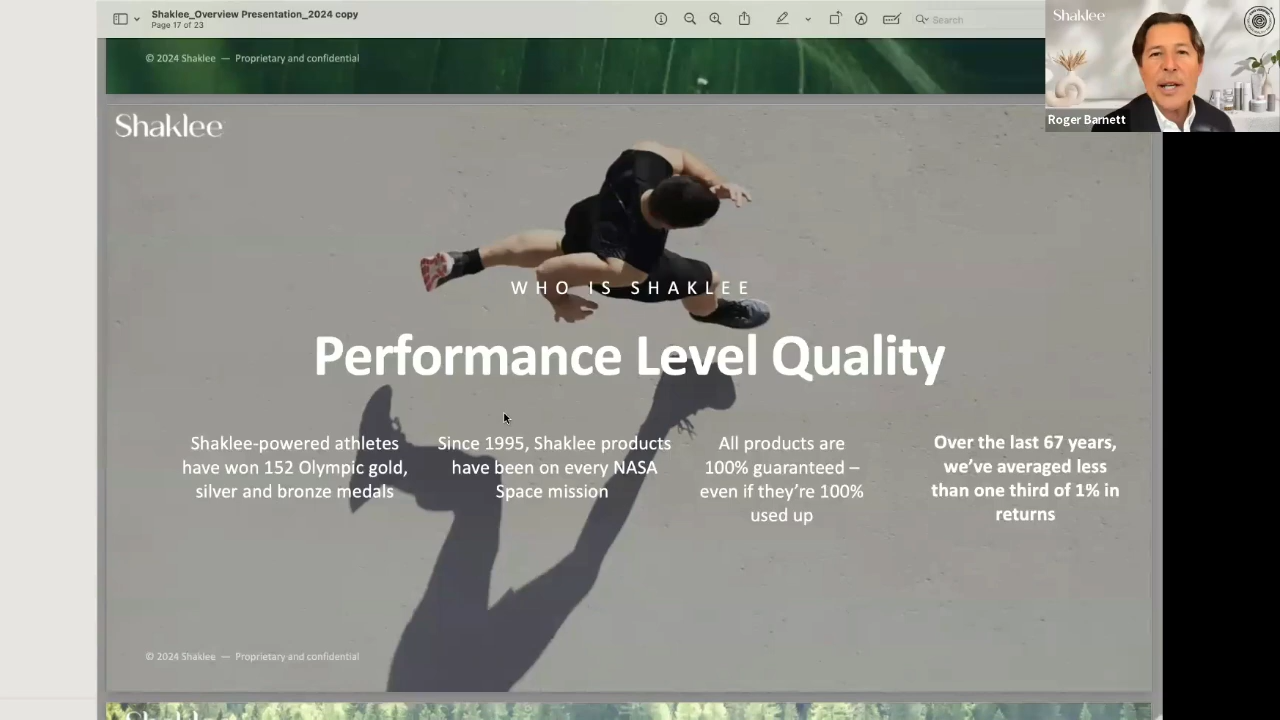 Shaklee_Overview Presentation_2024 copy
Page 17 of 23
Search
Shaklee
Roger Barnett
© 2024 Shaklee — Proprietary and confidential
Shaklee
WHO IS SHAKLEE
Performance Level Quality
Shaklee-powered athletes
have won 152 Olympic gold,
silver and bronze medals
Since 1995, Shaklee products
have been on every NASA
Space mission
All products are
100% guaranteed –
even if they're 100%
used up
Over the last 67 years,
we've averaged less
than one third of 1% in
returns
© 2024 Shaklee — Proprietary and confidential
Shaklee